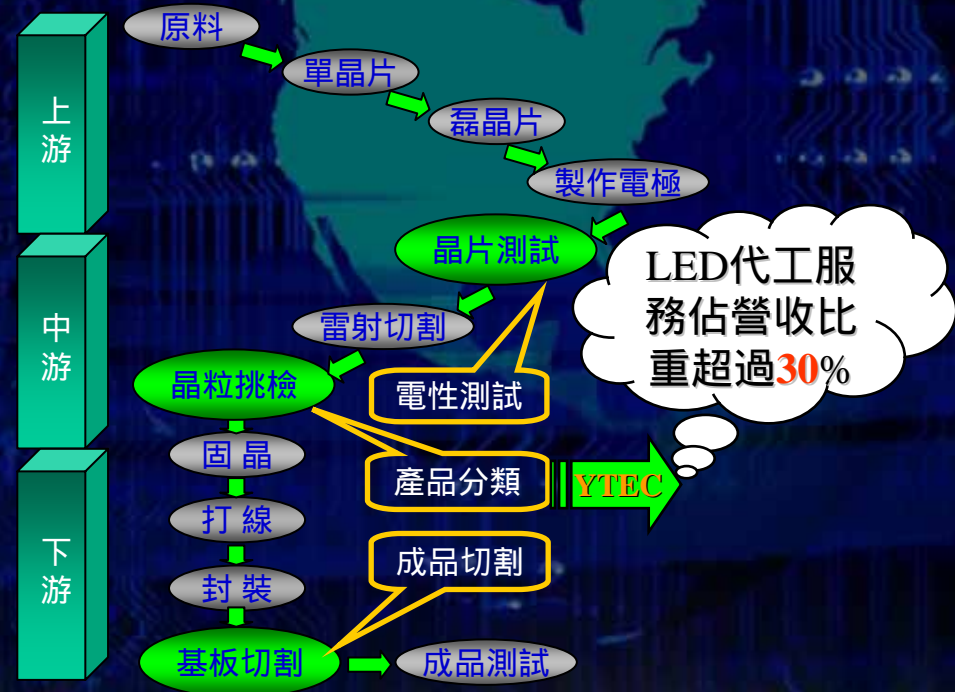 上
游
中
游
下
游
原料
單晶片
磊晶片
製作電極
晶片測試
雷射切割
晶粒挑檢
固 晶
打 線
封 裝
基板切割
成品測試
電性測試
產品分類
成品切割
YTEC
LED代工服
務佔營收比
重超過30%